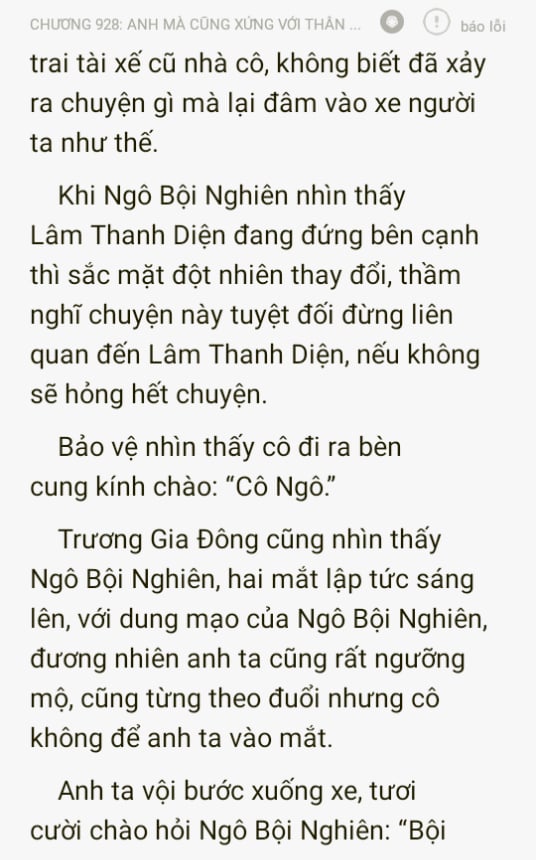 CHƯƠNG 928: ANH MÀ CŨNG XỨNG VỚI THÂN ...
báo lỗi
trai tài xế cũ nhà cô, không biết đã xảy
ra chuyện gì mà lại đâm vào xe người
ta như thế.
Khi Ngô Bội Nghiên nhìn thấy
Lâm Thanh Diện đang đứng bên cạnh
thì sắc mặt đột nhiên thay đổi, thầm
nghĩ chuyện này tuyệt đối đừng liên
quan đến Lâm Thanh Diện, nếu không
sẽ hỏng hết chuyện.
Bảo vệ nhìn thấy cô đi ra bèn
cung kính chào: “Cô Ngô.”
Trương Gia Đông cũng nhìn thấy
Ngô Bội Nghiên, hai mắt lập tức sáng
lên, với dung mạo của Ngô Bội Nghiên,
đương nhiên anh ta cũng rất ngưỡng
mộ, cũng từng theo đuổi nhưng cô
không để anh ta vào mắt.
Anh ta vội bước xuống xe, tươi
cười chào hỏi Ngô Bội Nghiên: “Bội